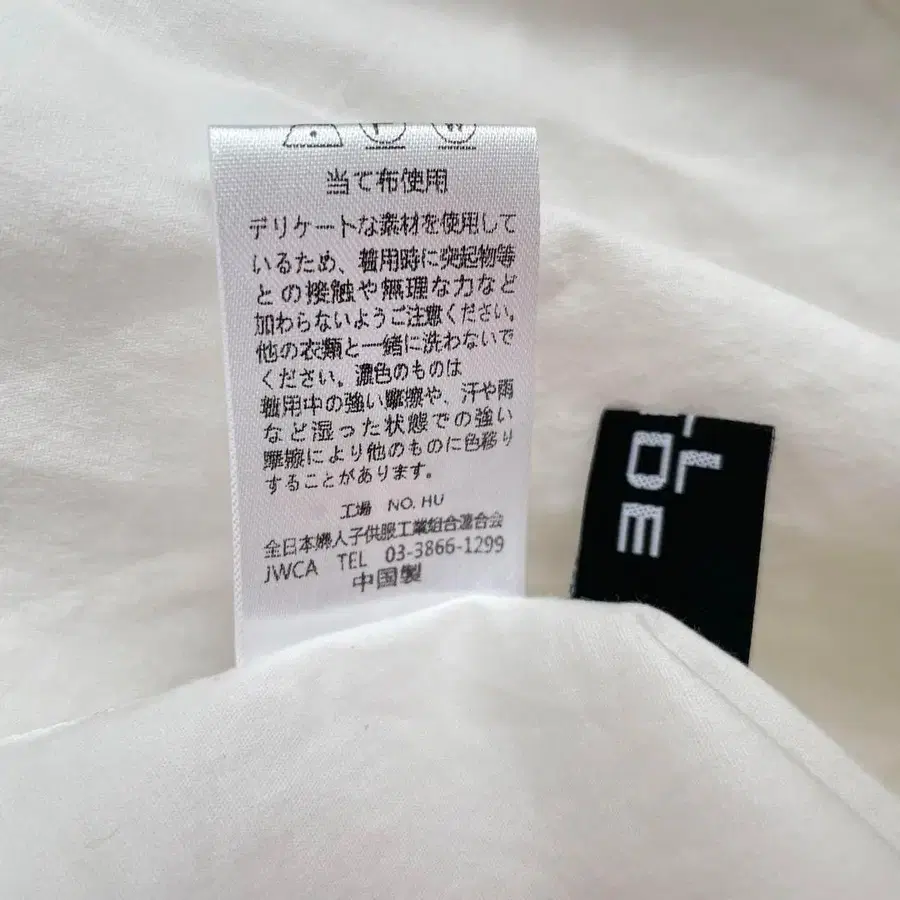 当て布使用
デリケートな素材を使用して
いるため、着用時に突起物等
との接触や無理な力など
加わらないようご注意ください。
他の衣類と一緒に洗わないで
ください。濃色のものは
着用中の強い摩擦や、汗や雨
など湿った状態での強い
摩擦により他のものに色移り
することがあります。
工場 NO. HU
全日本婦人子供服工業組合連合会
JWCA TEL 03-3866-1299
中国製